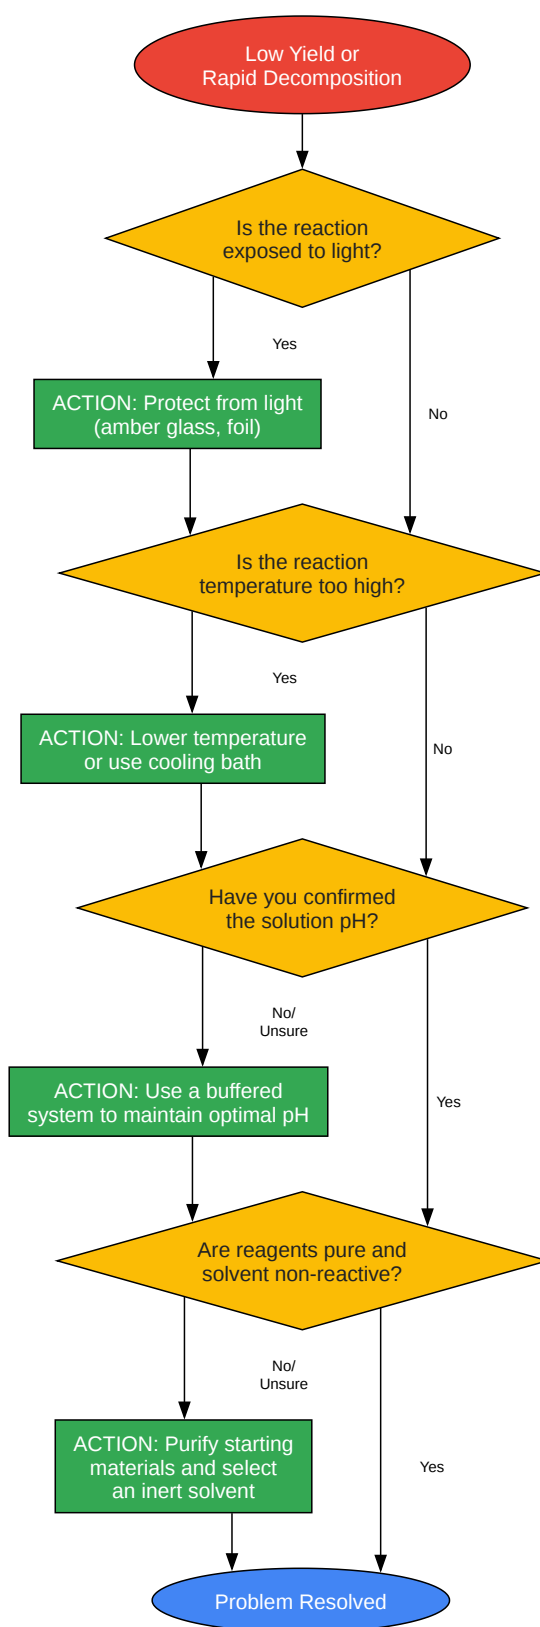 Low Yield or
Rapid Decomposition
Is the reaction
exposed to light?
Yes
ACTION: Protect from light
(amber glass, foil)
No
Is the reaction
temperature too high?
Yes
ACTION: Lower temperature
or use cooling bath
No
Have you confirmed
the solution pH?
No/
Unsure
ACTION: Use a buffered
system to maintain optimal pH
Yes
Are reagents pure and
solvent non-reactive?
No/
Unsure
ACTION: Purify starting
materials and select
an inert solvent
Yes
Problem Resolved